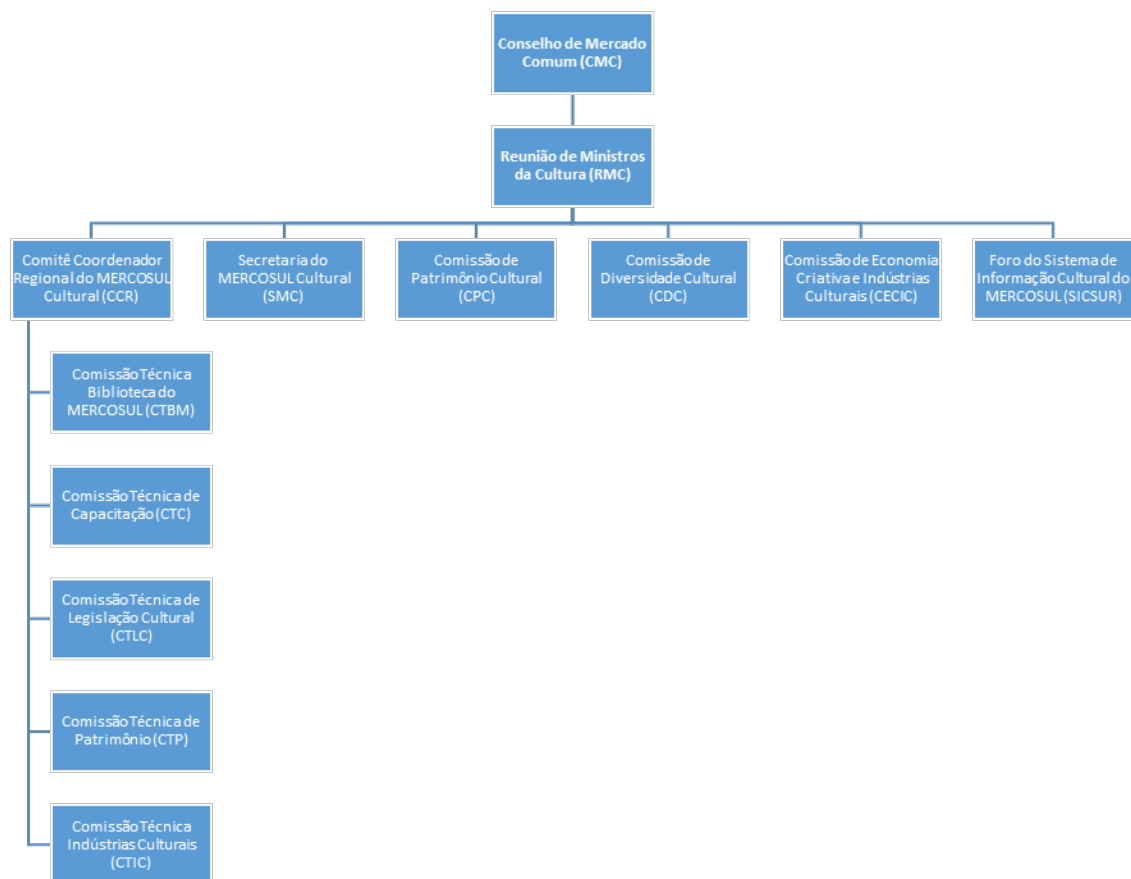 Conselho de Mercado
Comum (CMC)
Reunião de Ministros
da Cultura (RMC)
Comitê Coordenador
Regional do MERCOSUL
Cultural (CCR)
Secretaria do
MERCOSUL Cultural
(SMC)
Comissão de
Patrimônio Cultural
(CPC)
Comissão de
Diversidade Cultural
(CDC)
Comissão de Economia
Criativa e Indústrias
Culturais (CECIC)
Foro do Sistema de
Informação Cultural do
MERCOSUL (SICSUR)
Comissão Técnica
Biblioteca do
MERCOSUL (CTBM)
Comissão Técnica de
Capacitação (CTC)
Comissão Técnica de
Legislação Cultural
(CTLC)
Comissão Técnica de
Patrimônio (CTP)
Comissão Técnica
Indústrias Culturais
(CTIC)